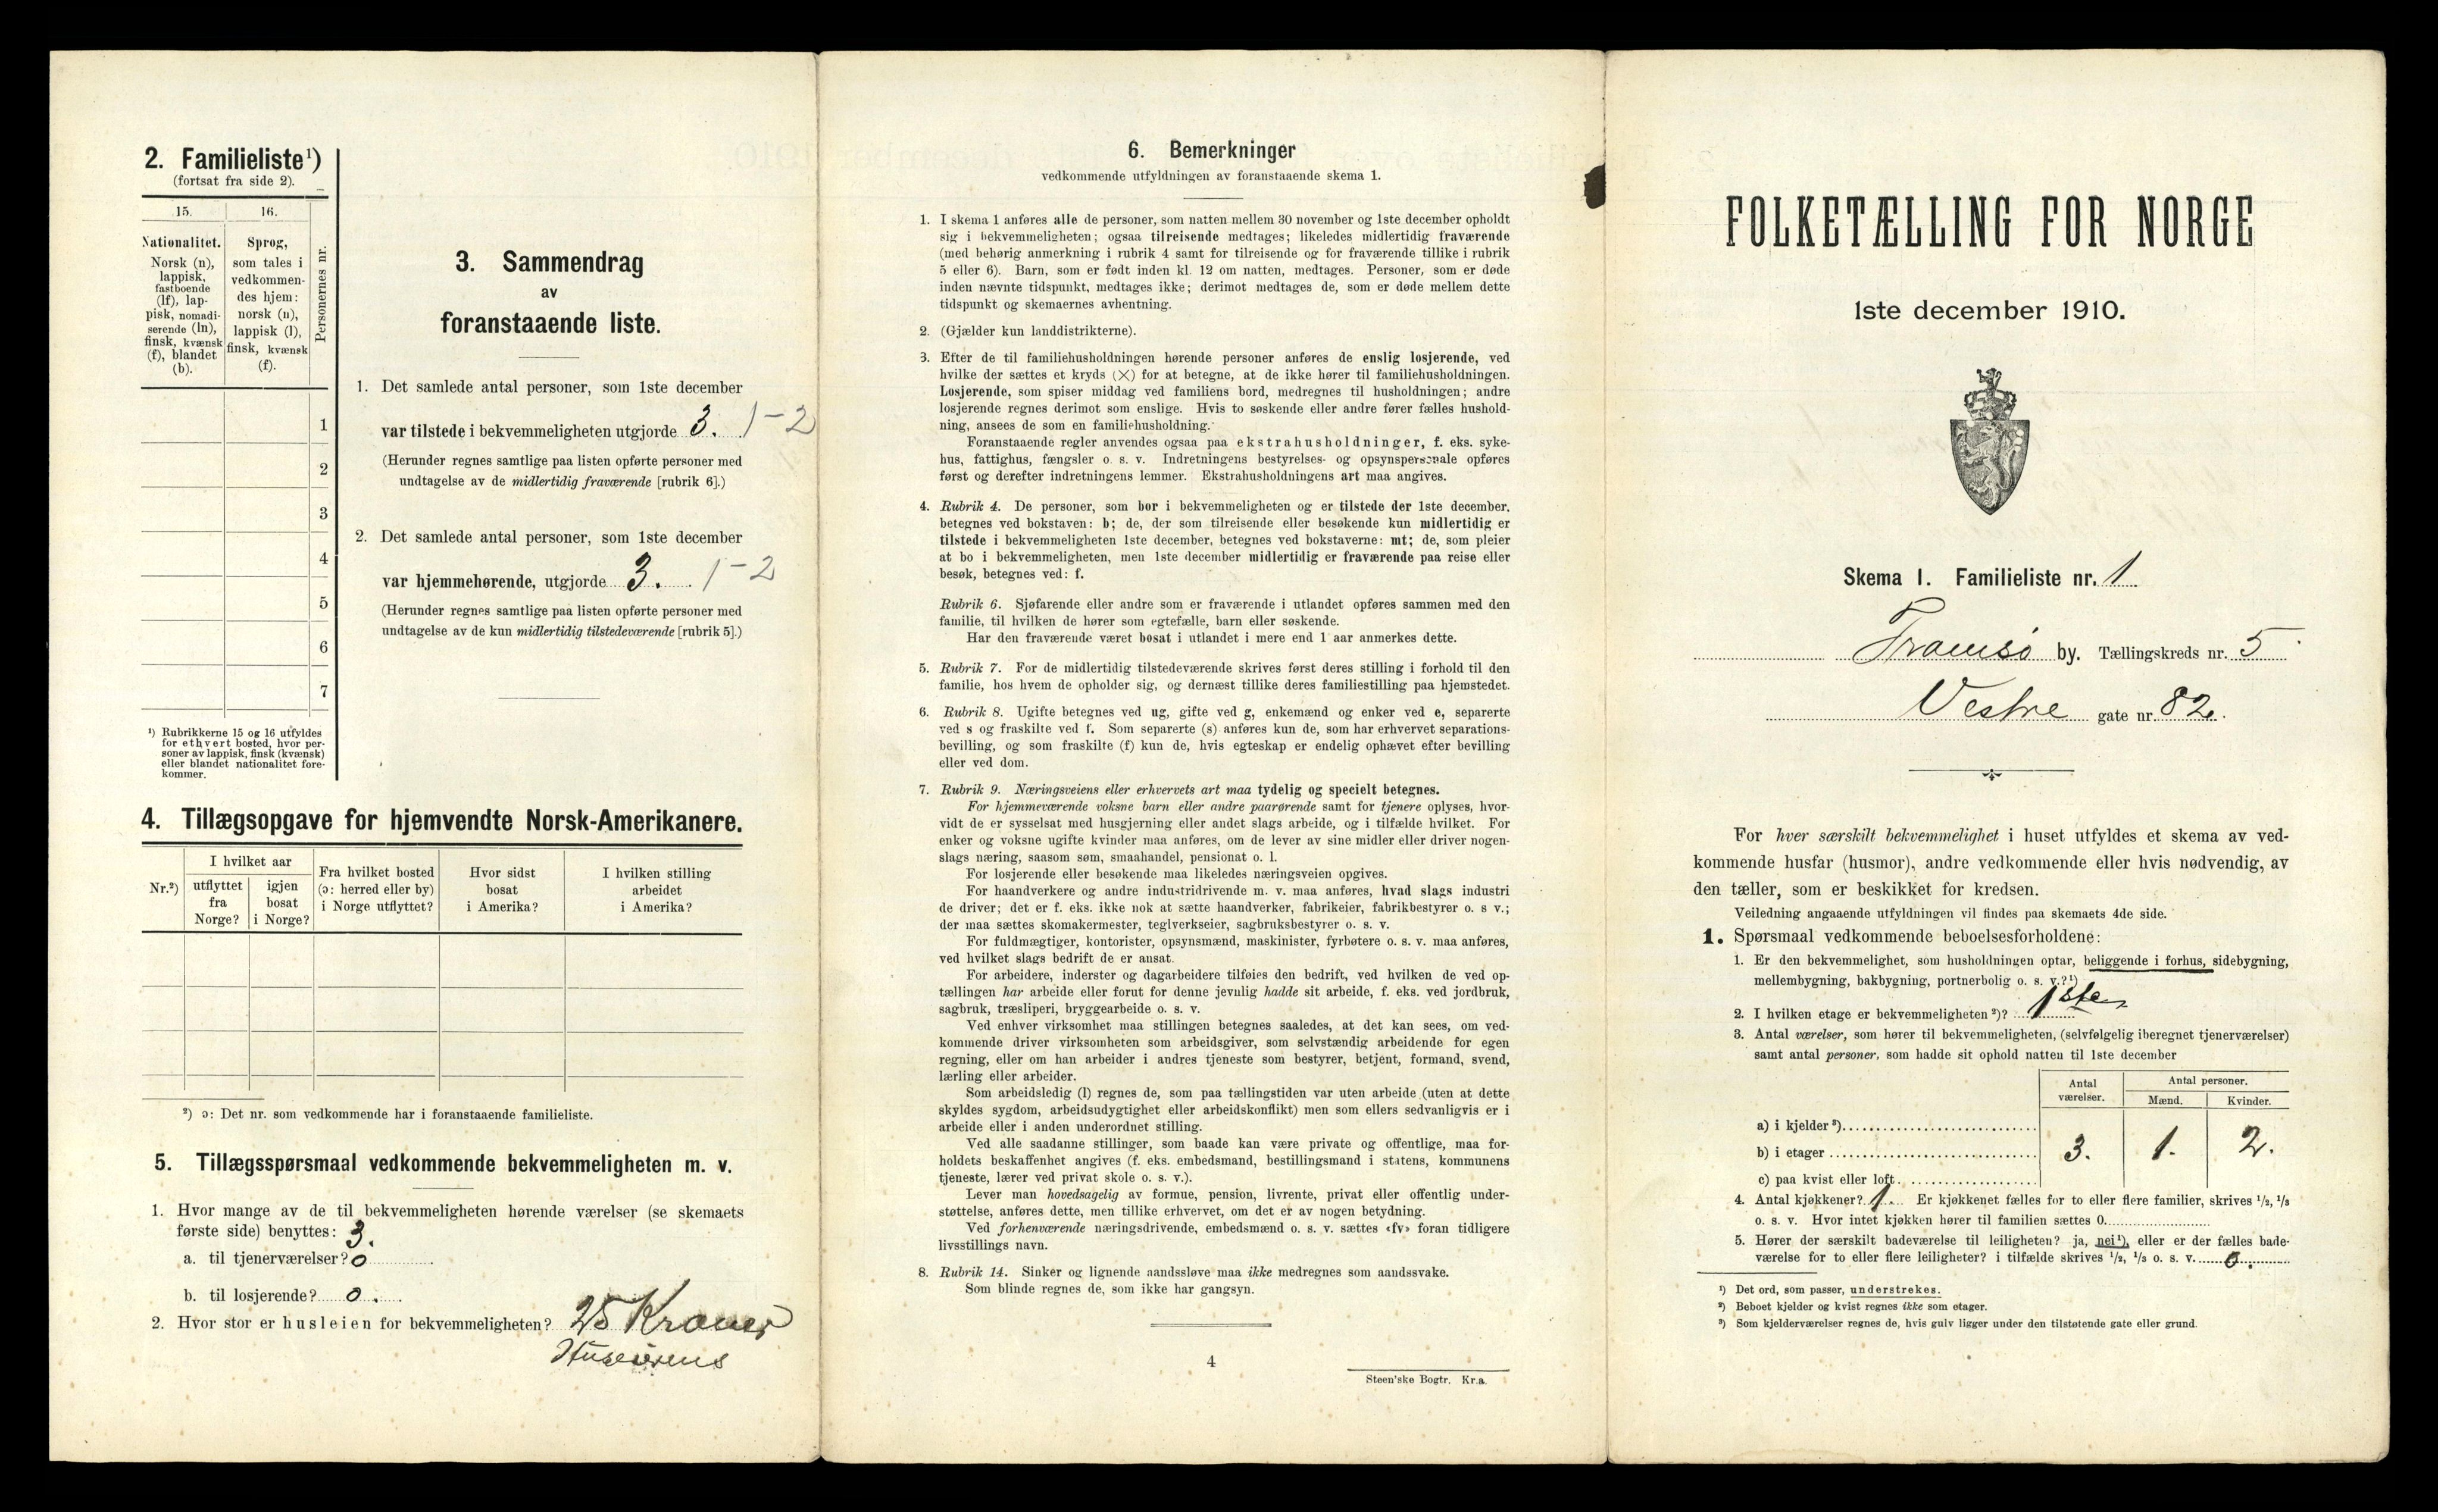 2. Familieliste¹)
(fortsat fra side 2).
15.
16.
Personernes nr.
Nationalitet.
Norsk (n),
lappisk,
fastboende
(lf), lap-
pisk, nomadi-
serende (ln),
finsk, kvænsk
(f), blandet
(b).
Sprog,
som tales i
vedkommen-
des hjem:
norsk (n),
lappisk (l),
finsk, kvænsk
(f).
1
2
3
4
5
6
7
¹) Rubrikkerne 15 og 16 utfyldes
for ethvert bosted, hvor per-
soner av lappisk, finsk (kvænsk)
eller blandet nationalitet fore-
kommer.
3. Sammendrag
av
foranstaaende liste.
1. Det samlede antal personer, som 1ste december
var tilstede i bekvemmeligheten utgjorde 3. 1-2
(Herunder regnes samtlige paa listen opførte personer med
undtagelse av de midlertidig fraværende [rubrik 6].)
2. Det samlede antal personer, som 1ste december
var hjemmehørende, utgjorde 3. 1-2
(Herunder regnes samtlige paa listen opførte personer med
undtagelse av de kun midlertidig tilstedeværende [rubrik 5].)
4. Tillægsopgave for hjemvendte Norsk-Amerikanere.
Nr.²)
I hvilket aar
utflyttet
fra
Norge?
igjen
bosat
i Norge?
Fra hvilket bosted
(ɔ: herred eller by)
i Norge utflyttet?
Hvor sidst
bosat
i Amerika?
I hvilken stilling
arbeidet
i Amerika?
²) ɔ: Det nr. som vedkommende har i foranstaaende familieliste.
5. Tillægsspørsmaal vedkommende bekvemmeligheten m. v.
1. Hvor mange av de til bekvemmeligheten hørende værelser (se skemaets
første side) benyttes: 3.
a. til tjenerværelser? 0
b. til losjerende? 0.
2. Hvor stor er husleien for bekvemmeligheten? 25 Kroner
6. Bemerkninger
vedkommende utfyldningen av foranstaaende skema 1.
1. I skema 1 anføres alle de personer, som natten mellem 30 november og 1ste december opholdt
sig i bekvemmeligheten; ogsaa tilreisende medtages; likeledes midlertidig fraværende
(med behørig anmerkning i rubrik 4 samt for tilreisende og for fraværende tillike i rubrik
5 eller 6). Barn, som er født inden kl. 12 om natten, medtages. Personer, som er døde
inden nævnte tidspunkt, medtages ikke; derimot medtages de, som er døde mellem dette
tidspunkt og skemaernes avhentning.
2. (Gjælder kun landdistrikterne).
3. Efter de til familiehusholdningen hørende personer anføres de enslig losjerende, ved
hvilke der sættes et kryds (×) for at betegne, at de ikke hører til familiehusholdningen.
Losjerende, som spiser middag ved familiens bord, medregnes til husholdningen; andre
losjerende regnes derimot som enslige. Hvis to søskende eller andre fører fælles hushold-
ning, ansees de som en familiehusholdning.
Foranstaaende regler anvendes ogsaa paa ekstrahusholdninger, f. eks. syke-
hus, fattighus, fængsler o. s. v. Indretningens bestyrelses- og opsynspersonale opføres
først og derefter indretningens lemmer. Ekstrahusholdningens art maa angives.
4. Rubrik 4. De personer, som bor i bekvemmeligheten og er tilstede der 1ste december,
betegnes ved bokstaven: b; de, der som tilreisende eller besøkende kun midlertidig er
tilstede i bekvemmeligheten 1ste december, betegnes ved bokstaverne: mt; de, som pleier
at bo i bekvemmeligheten, men 1ste december midlertidig er fraværende paa reise eller
besøk, betegnes ved: f.
Rubrik 6. Sjøfarende eller andre som er fraværende i utlandet opføres sammen med den
familie, til hvilken de hører som egtefælle, barn eller søskende.
Har den fraværende været bosat i utlandet i mere end 1 aar anmerkes dette.
5. Rubrik 7. For de midlertidig tilstedeværende skrives først deres stilling i forhold til den
familie, hos hvem de opholder sig, og dernæst tillike deres familiestilling paa hjemstedet.
6. Rubrik 8. Ugifte betegnes ved ug, gifte ved g, enkemænd og enker ved e, separerte
ved s og fraskilte ved f. Som separerte (s) anføres kun de, som har erhvervet separations-
bevilling, og som fraskilte (f) kun de, hvis egteskap er endelig ophævet efter bevilling
eller ved dom.
7. Rubrik 9. Næringsveiens eller erhvervets art maa tydelig og specielt betegnes.
For hjemmeværende voksne barn eller andre paarørende samt for tjenere oplyses, hvor-
vidt de er sysselsat med husgjerning eller andet slags arbeide, og i tilfælde hvilket. For
enker og voksne ugifte kvinder maa anføres, om de lever av sine midler eller driver nogen-
slags næring, saasom søm, smaahandel, pensionat o. l.
For losjerende eller besøkende maa likeledes næringsveien opgives.
For haandverkere og andre industridrivende m. v. maa anføres, hvad slags industri
de driver; det er f. eks. ikke nok at sætte haandverker, fabrikeier, fabrikbestyrer o. s v.;
der maa sættes skomakermester, teglverkseier, sagbruksbestyrer o. s. v.
For fuldmægtiger, kontorister, opsynsmænd, maskinister, fyrbøtere o. s. v. maa anføres,
ved hvilket slags bedrift de er ansat.
For arbeidere, inderster og dagarbeidere tilføies den bedrift, ved hvilken de ved op-
tællingen har arbeide eller forut for denne jevnlig hadde sit arbeide, f. eks. ved jordbruk,
sagbruk, træsliperi, bryggearbeide o. s. v.
Ved enhver virksomhet maa stillingen betegnes saaledes, at det kan sees, om ved-
kommende driver virksomheten som arbeidsgiver, som selvstændig arbeidende for egen
regning, eller om han arbeider i andres tjeneste som bestyrer, betjent, formand, svend,
lærling eller arbeider.
Som arbeidsledig (l) regnes de, som paa tællingstiden var uten arbeide (uten at dette
skyldes sygdom, arbeidsudygtighet eller arbeidskonflikt) men som ellers sedvanligvis er i
arbeide eller i anden underordnet stilling.
Ved alle saadanne stillinger, som baade kan være private og offentlige, maa for-
holdets beskaffenhet angives (f. eks. embedsmand, bestillingsmand i statens, kommunens
tjeneste, lærer ved privat skole o. s. v.).
Lever man hovedsagelig av formue, pension, livrente, privat eller offentlig under-
støttelse, anføres dette, men tillike erhvervet, om det er av nogen betydning.
Ved forhenværende næringsdrivende, embedsmænd o. s. v. sættes «fv» foran tidligere
livsstillings navn.
8. Rubrik 14. Sinker og lignende aandssløve maa ikke medregnes som aandssvake.
Som blinde regnes de, som ikke har gangsyn.
4
Steen'ske Bogtr. Kr.a.
FOLKETÆLLING FOR NORGE
1ste december 1910.
Skema 1. Familieliste nr. 1
Tromsø by. Tællingskreds nr. 5
Vestre gate nr. 82.
For hver særskilt bekvemmelighet i huset utfyldes et skema av ved-
kommende husfar (husmor), andre vedkommende eller hvis nødvendig, av
den tæller, som er beskikket for kredsen.
Veiledning angaaende utfyldningen vil findes paa skemaets 4de side.
1. Spørsmaal vedkommende beboelsesforholdene:
1. Er den bekvemmelighet, som husholdningen optar, beliggende i forhus, sidebygning,
mellembygning, bakbygning, portnerbolig o. s. v.?¹)
2. I hvilken etage er bekvemmeligheten²)? 1ste
3. Antal værelser, som hører til bekvemmeligheten, (selvfølgelig iberegnet tjenerværelser)
samt antal personer, som hadde sit ophold natten til 1ste december
Antal
værelser.
Antal personer.
Mænd.
Kvinder.
a) i kjelder³)
b) i etager 3. 1. 2.
c) paa kvist eller loft
4. Antal kjøkkener? 1. Er kjøkkenet fælles for to eller flere familier, skrives ¹/₂, ¹/₃
o. s. v. Hvor intet kjøkken hører til familien sættes 0.
5. Hører der særskilt badeværelse til leiligheten? ja, nei¹), eller er der fælles bade-
værelse for to eller flere leiligheter? i tilfælde skrives ¹/₂, ¹/₃ o. s. v. 0.
¹) Det ord, som passer, understrekes.
²) Beboet kjelder og kvist regnes ikke som etager.
³) Som kjelderværelser regnes de, hvis gulv ligger under den tilstøtende gate eller grund.